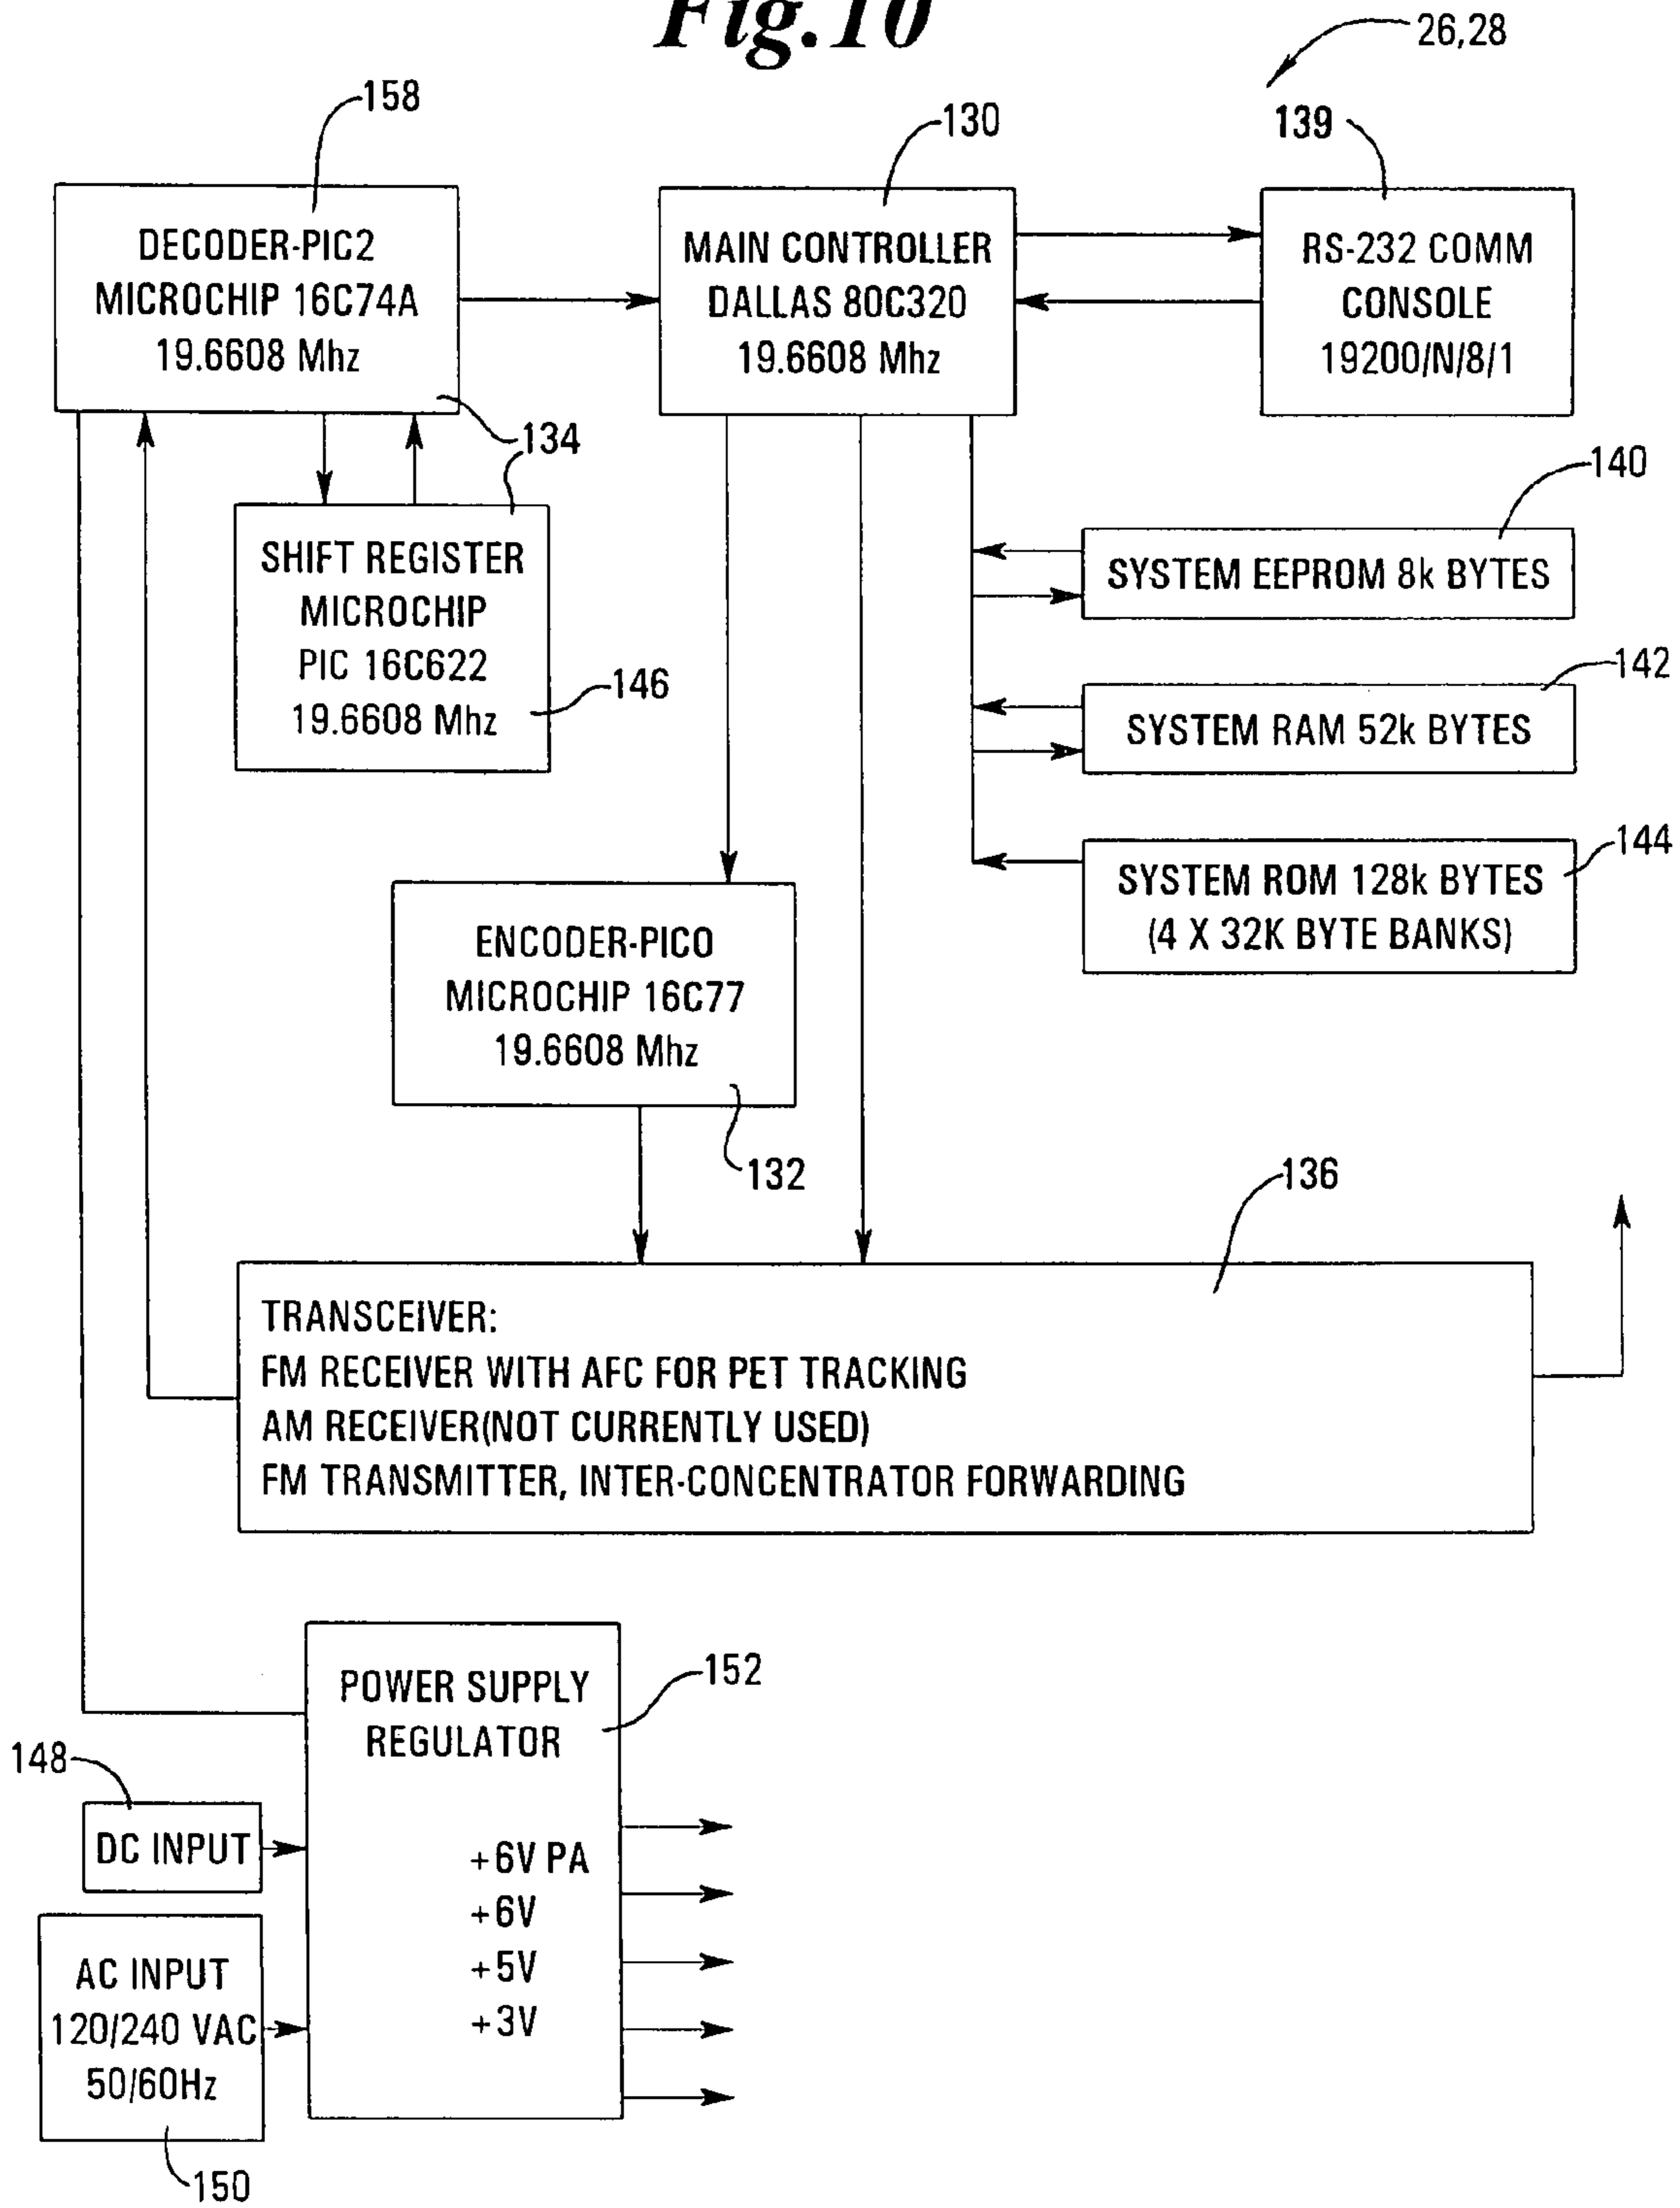 Fig.10
26,28
158
130
139
DECODER-PIC2
MICROCHIP 16C74A
19.6608 Mhz
MAIN CONTROLLER
DALLAS 80C320
19.6608 Mhz
RS-232 COMM
CONSOLE
19200/N/8/1
134
140
SHIFT REGISTER
MICROCHIP
PIC 16C622
19.6608 Mhz
146
SYSTEM EEPROM 8k BYTES
142
SYSTEM RAM 52k BYTES
144
SYSTEM ROM 128k BYTES
(4 X 32K BYTE BANKS)
ENCODER-PICO
MICROCHIP 16C77
19.6608 Mhz
132
136
TRANSCEIVER:
FM RECEIVER WITH AFC FOR PET TRACKING
AM RECEIVER(NOT CURRENTLY USED)
FM TRANSMITTER, INTER-CONCENTRATOR FORWARDING
POWER SUPPLY
REGULATOR
152
148
DC INPUT
+6V PA
+6V
+5V
+3V
AC INPUT
120/240 VAC
50/60Hz
150